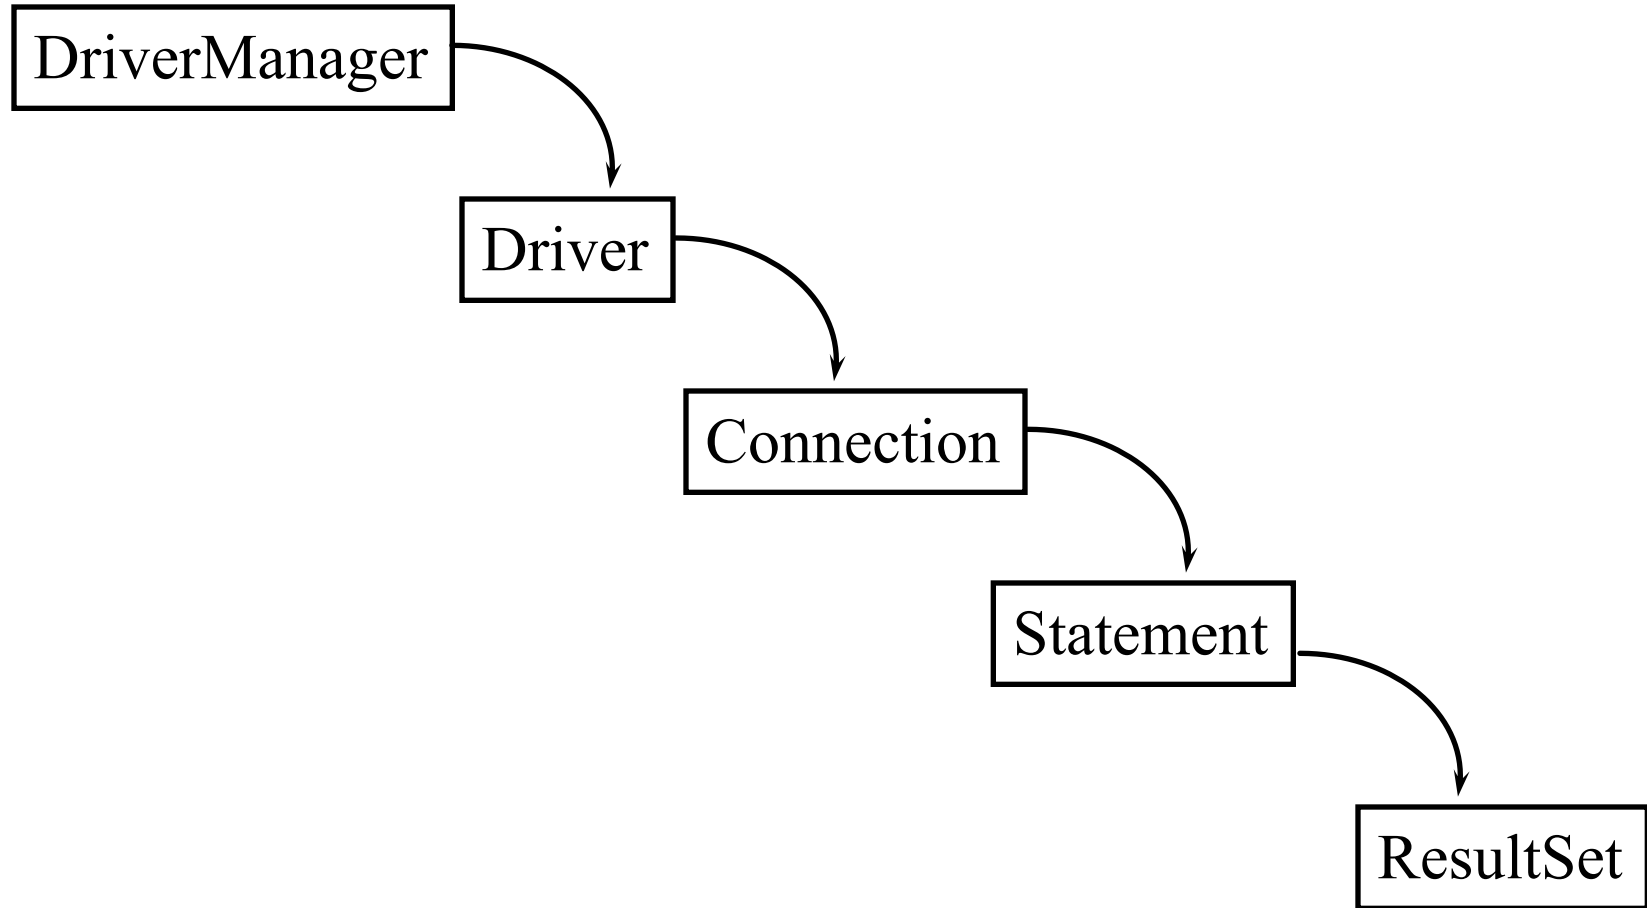 DriverManager
Driver
Connection
Statement
ResultSet